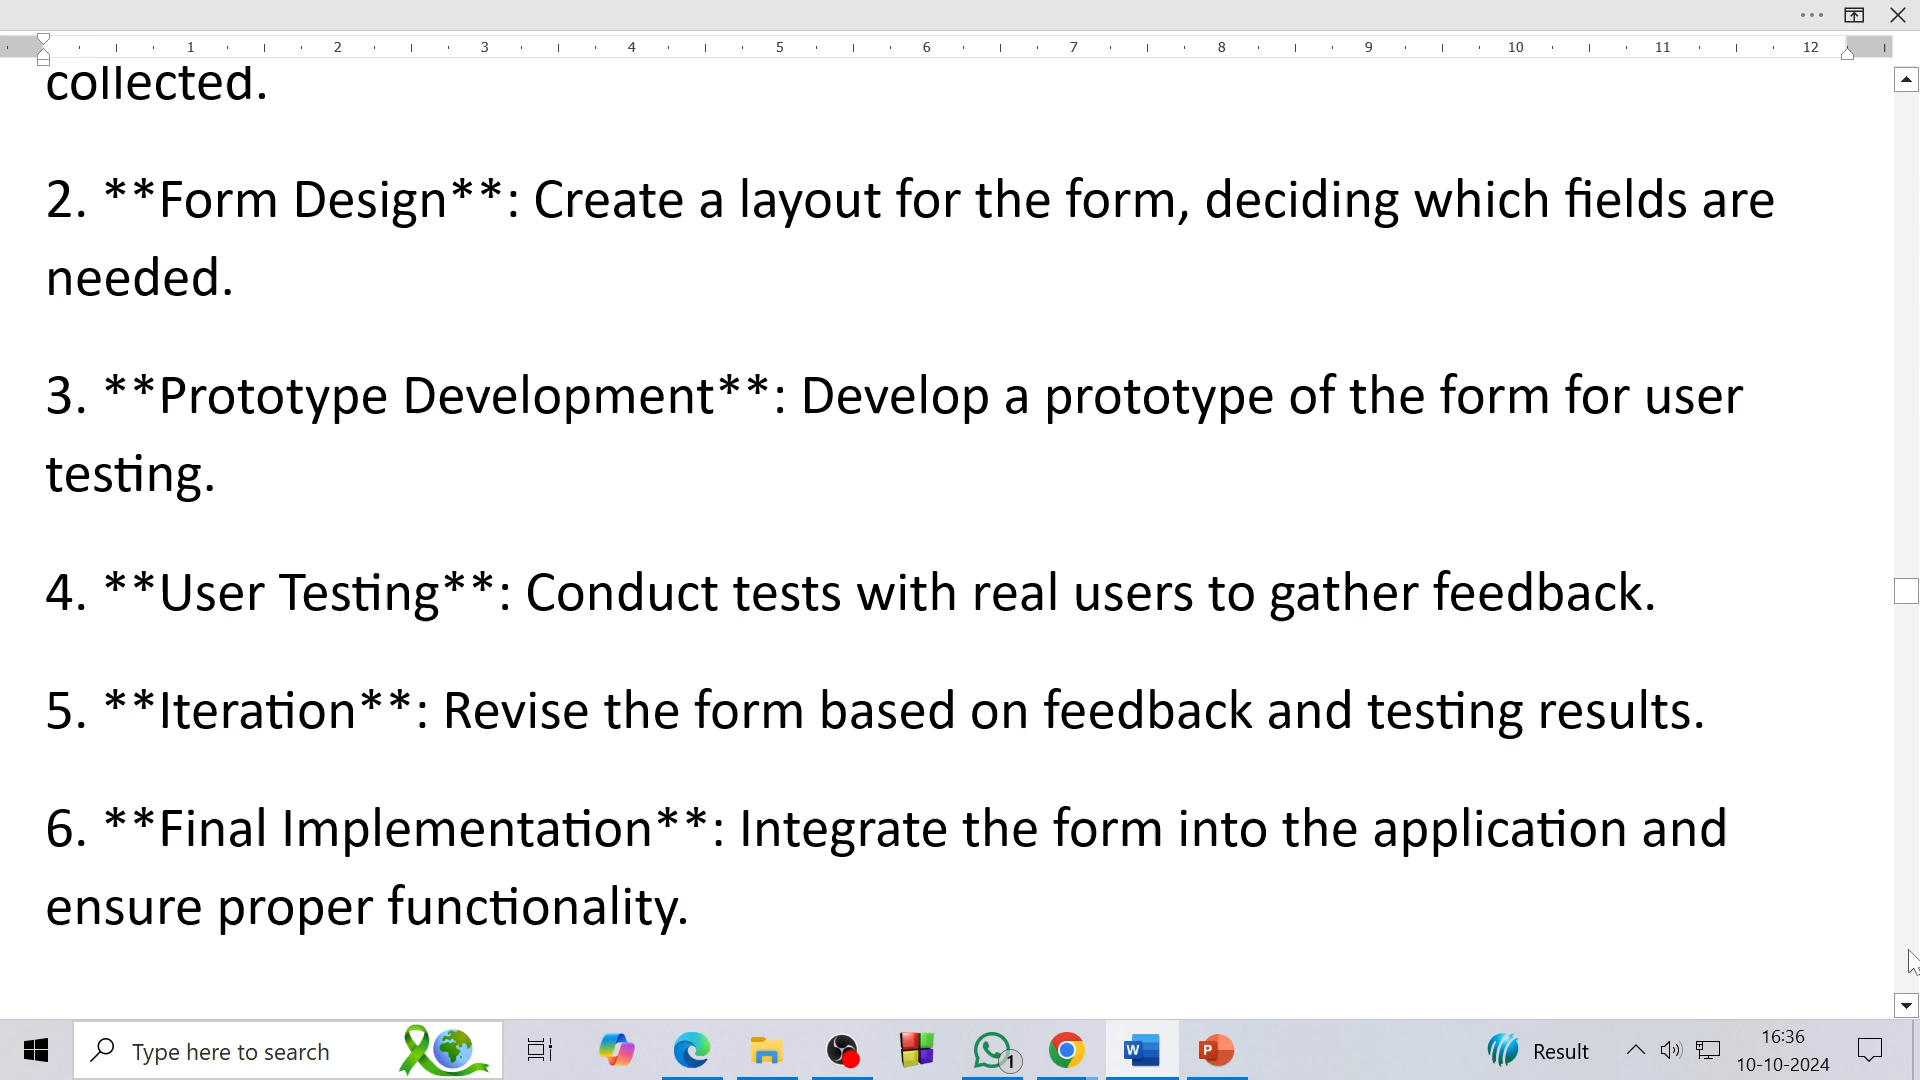 1 2 3 4 5 6 7 8 9 10 11 12
collected.
2. **Form Design**: Create a layout for the form, deciding which fields are
needed.
3. **Prototype Development**: Develop a prototype of the form for user
testing.
4. **User Testing**: Conduct tests with real users to gather feedback.
5. **Iteration**: Revise the form based on feedback and testing results.
6. **Final Implementation**: Integrate the form into the application and
ensure proper functionality.
Type here to search
1
W
P
Result
16:36
10-10-2024